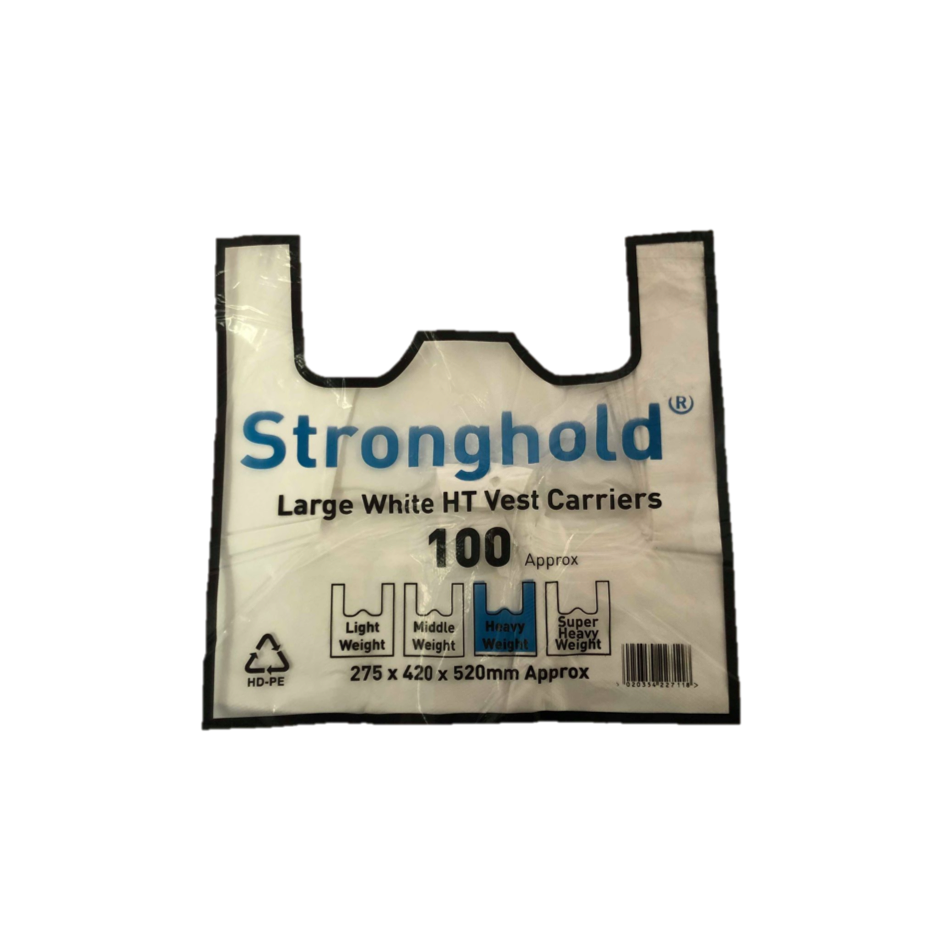 Stronghold®
Large White HT Vest Carriers
100 Approx
Light Weight
Middle Weight
Heavy Weight
Super Heavy Weight
HD-PE
275 x 420 x 520mm Approx